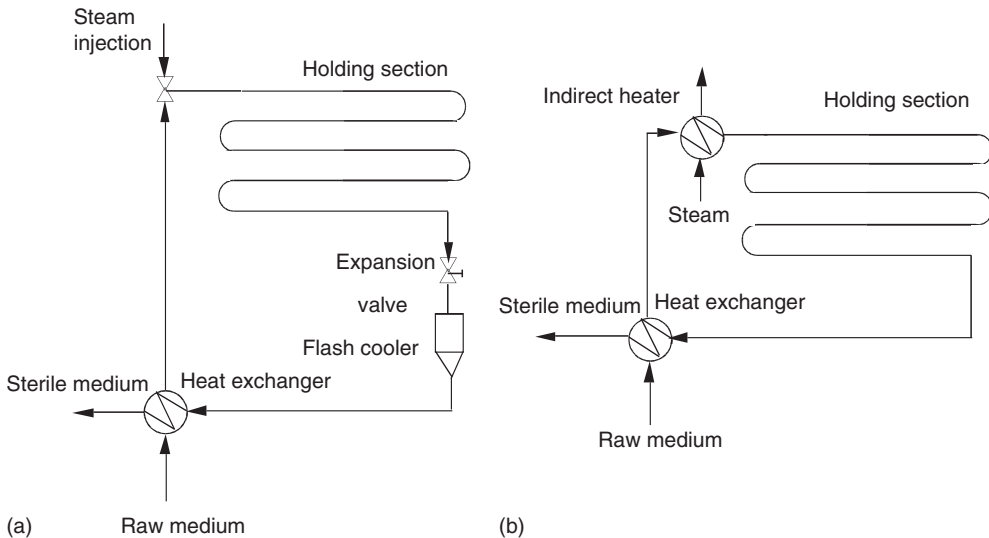 Steam
injection
Holding section
Expansion
valve
Flash cooler
Sterile medium
Heat exchanger
Raw medium
(a)
Indirect heater
Holding section
Steam
Sterile medium
Heat exchanger
Raw medium
(b)